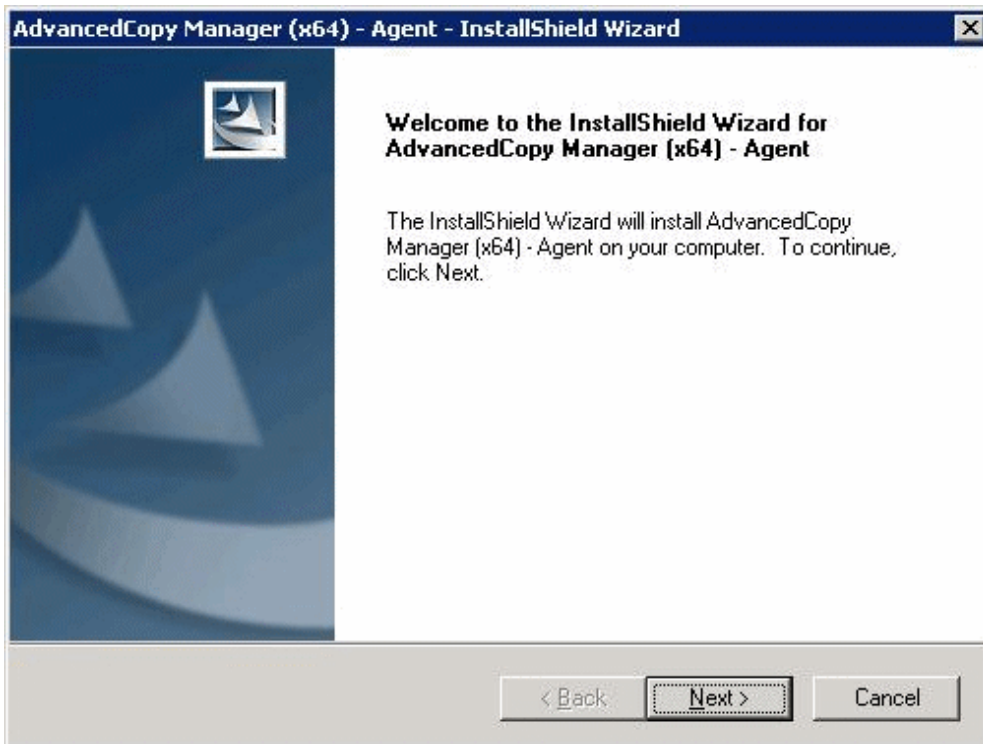 AdvancedCopy Manager (x64) - Agent - InstallShield Wizard
Welcome to the InstallShield Wizard for
AdvancedCopy Manager (x64) - Agent
The InstallShield Wizard will install AdvancedCopy
Manager (x64) - Agent on your computer.  To continue,
click Next.
< Back
Next >
Cancel